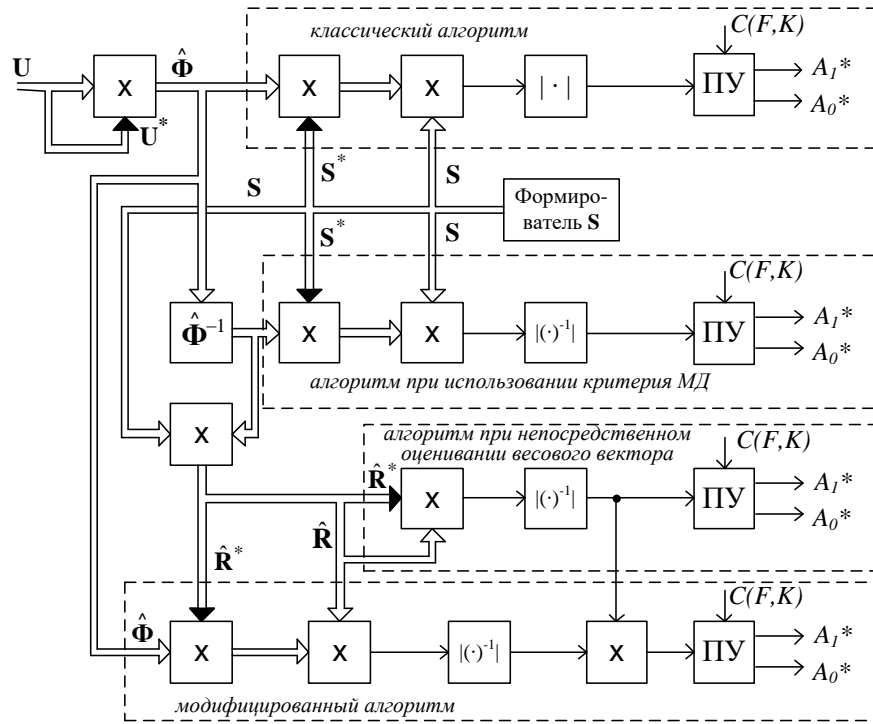 классический алгоритм
C(F,K)
U
X
Φ̂
X
X
| · |
ПУ
A₁*
A₀*
U*
S*
S
S
Формиро-
ватель S
S*
S
C(F,K)
Φ̂⁻¹
X
X
|(·)⁻¹|
ПУ
A₁*
A₀*
алгоритм при использовании критерия МД
X
алгоритм при непосредственном
оценивании весового вектора
C(F,K)
R̂*
X
|(·)⁻¹|
ПУ
A₁*
A₀*
R̂
R̂*
C(F,K)
Φ̂
X
X
|(·)⁻¹|
X
ПУ
A₁*
A₀*
модифицированный алгоритм